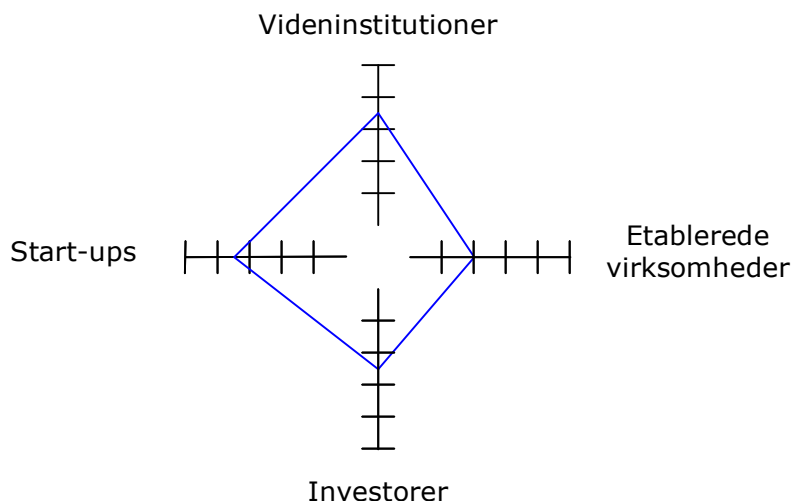 Videninstitutioner
Start-ups
Etablerede
virksomheder
Investorer